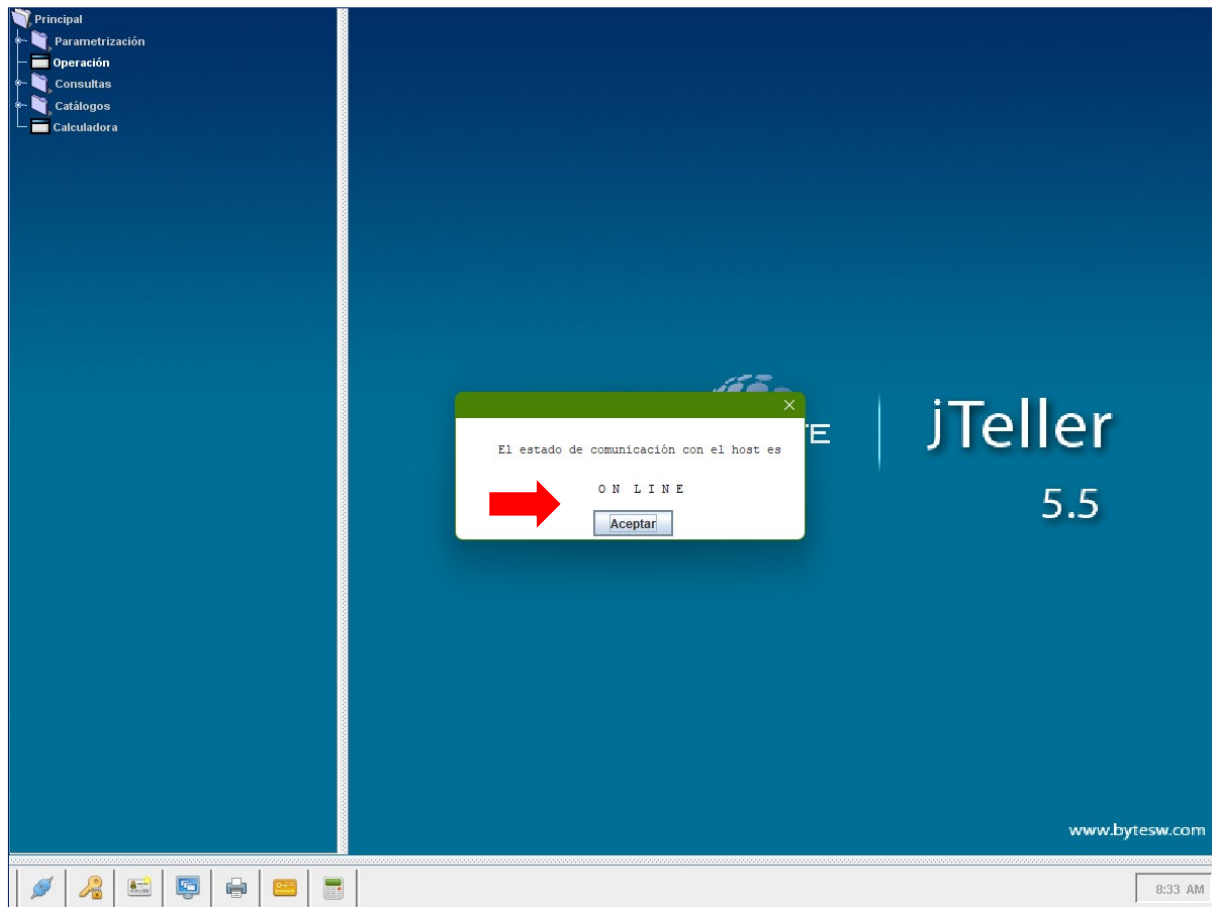 Principal
Parametrización
Operación
Consultas
Catálogos
Calculadora
jTeller
5.5
El estado de comunicación con el host es
O N L I N E
Aceptar
www.bytesw.com
8:33 AM